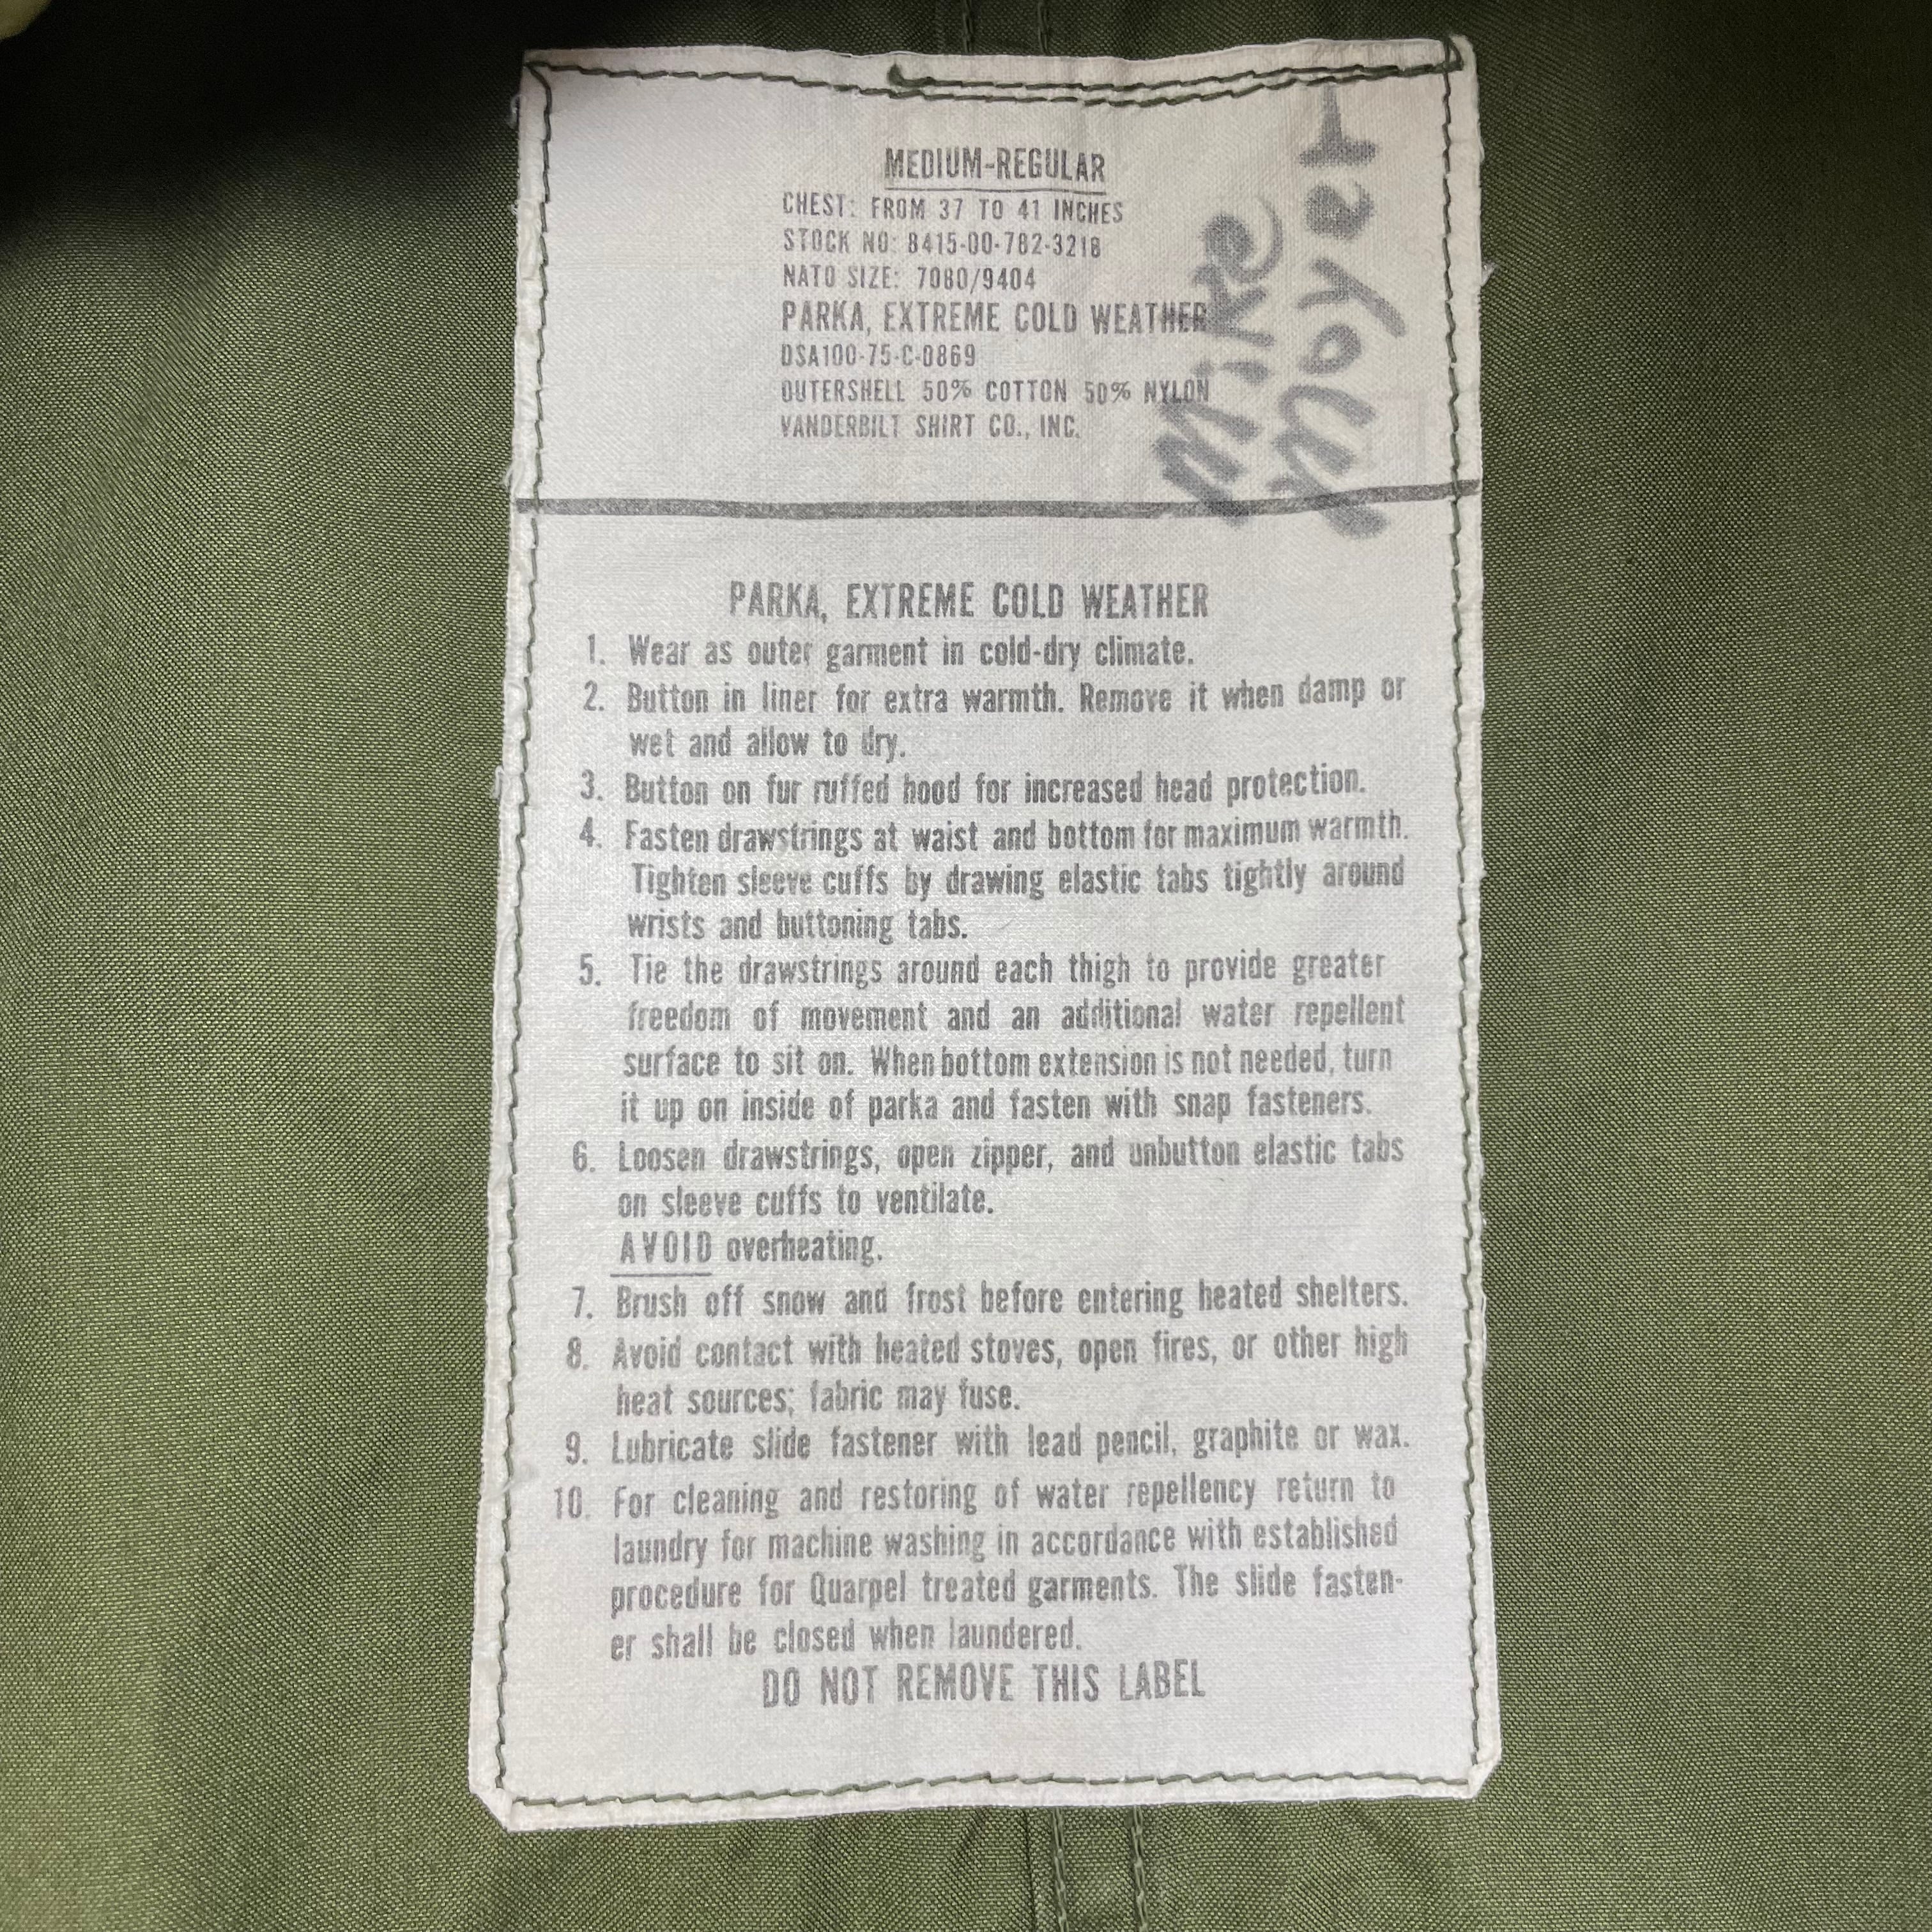 MEDIUM-REGULAR
CHEST: FROM 37 TO 41 INCHES
STOCK NO: 8415-00-782-3218
NATO SIZE: 7080/9404
PARKA, EXTREME COLD WEATHER
DSA100-75-C-0869
OUTERSHELL 50% COTTON 50% NYLON
VANDERBILT SHIRT CO., INC.
Mike
PARKA, EXTREME COLD WEATHER
1. Wear as outer garment in cold-dry climate.
2. Button in liner for extra warmth. Remove it when damp or
wet and allow to dry.
3. Button on fur ruffed hood for increased head protection.
4. Fasten drawstrings at waist and bottom for maximum warmth.
Tighten sleeve cuffs by drawing elastic tabs tightly around
wrists and buttoning tabs.
5. Tie the drawstrings around each thigh to provide greater
freedom of movement and an additional water repellent
surface to sit on. When bottom extension is not needed, turn
it up on inside of parka and fasten with snap fasteners.
6. Loosen drawstrings, open zipper, and unbutton elastic tabs
on sleeve cuffs to ventilate.
AVOID overheating.
7. Brush off snow and frost before entering heated shelters.
8. Avoid contact with heated stoves, open fires, or other high
heat sources; fabric may fuse.
9. Lubricate slide fastener with lead pencil, graphite or wax.
10. For cleaning and restoring of water repellency return to
laundry for machine washing in accordance with established
procedure for Quarpel treated garments. The slide fasten-
er shall be closed when laundered.
DO NOT REMOVE THIS LABEL